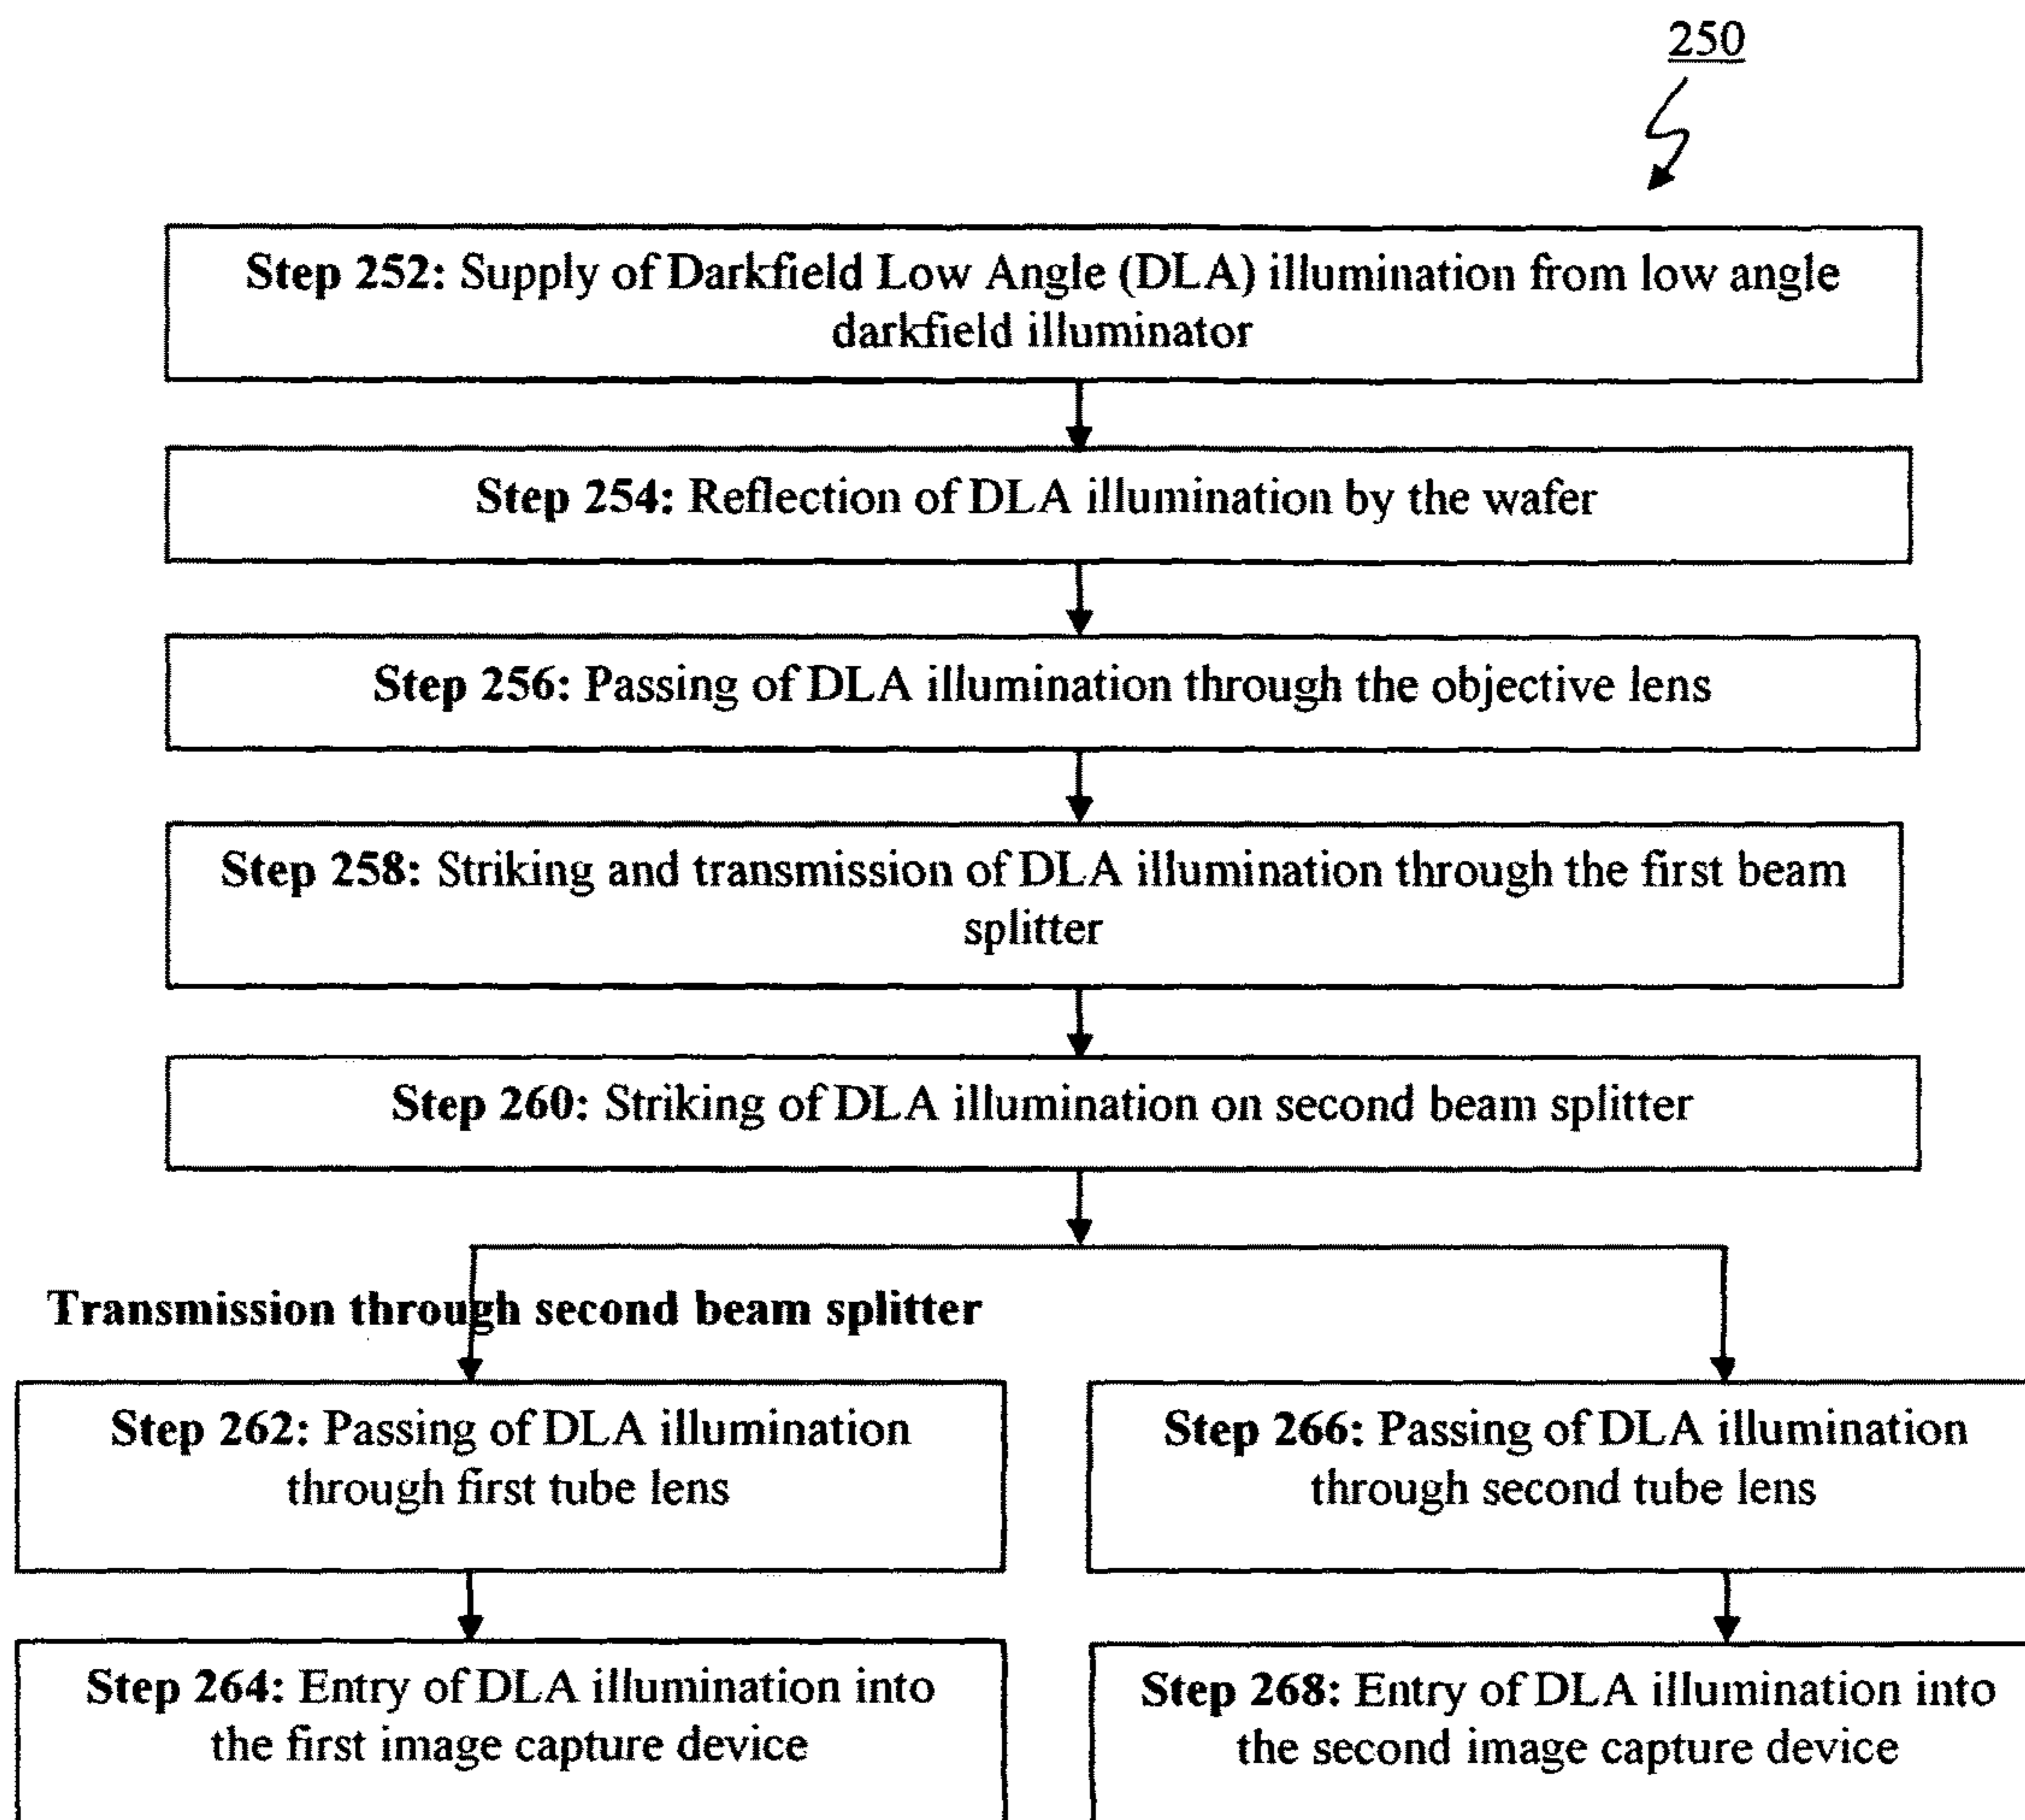 250
Step 252: Supply of Darkfield Low Angle (DLA) illumination from low angle
darkfield illuminator
Step 254: Reflection of DLA illumination by the wafer
Step 256: Passing of DLA illumination through the objective lens
Step 258: Striking and transmission of DLA illumination through the first beam
splitter
Step 260: Striking of DLA illumination on second beam splitter
Transmission through second beam splitter
Step 262: Passing of DLA illumination
through first tube lens
Step 266: Passing of DLA illumination
through second tube lens
Step 264: Entry of DLA illumination into
the first image capture device
Step 268: Entry of DLA illumination into
the second image capture device